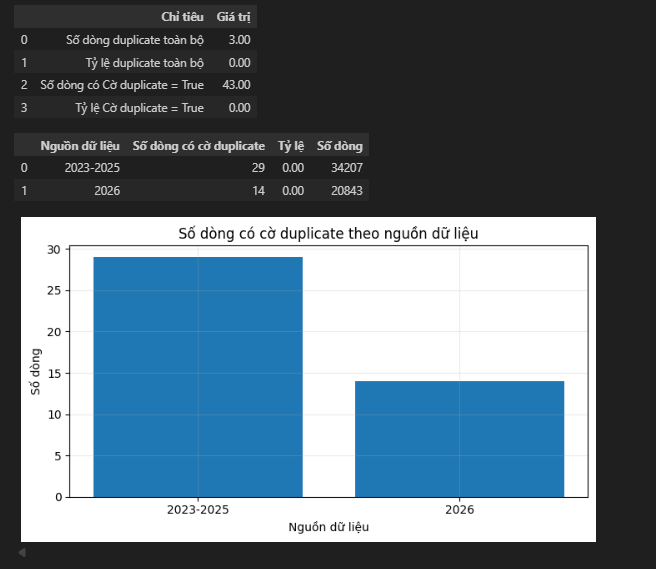 Chỉ tiêu Giá trị
0 Số dòng duplicate toàn bộ 3.00
1 Tỷ lệ duplicate toàn bộ 0.00
2 Số dòng có Cờ duplicate = True 43.00
3 Tỷ lệ Cờ duplicate = True 0.00
Nguồn dữ liệu Số dòng có cờ duplicate Tỷ lệ Số dòng
0 2023-2025 29 0.00 34207
1 2026 14 0.00 20843
Số dòng có cờ duplicate theo nguồn dữ liệu
30
25
20
15
10
5
0
Số dòng
2023-2025 2026
Nguồn dữ liệu